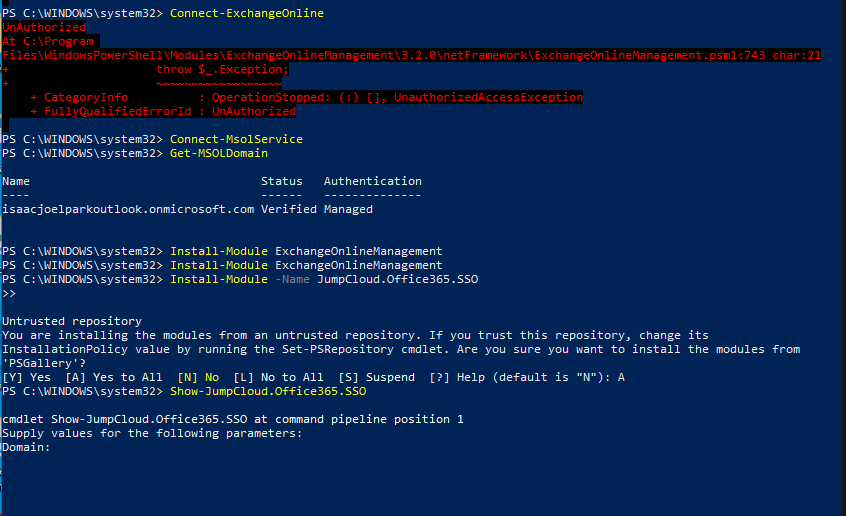 PS C:\WINDOWS\system32> Connect-ExchangeOnline
UnAuthorized
At C:\Program
Files\WindowsPowerShell\Modules\ExchangeOnlineManagement\3.2.0\netFramework\ExchangeOnlineManagement.psm1:743 char:21
+                     throw $_.Exception;
+                     ~~~~~~~~~~~~~~~~~~~
    + CategoryInfo          : OperationStopped: (:) [], UnauthorizedAccessException
    + FullyQualifiedErrorId : UnAuthorized
PS C:\WINDOWS\system32> Connect-MsolService
PS C:\WINDOWS\system32> Get-MSOLDomain
Name                               Status   Authentication
----                               ------   --------------
isaacjoelparkoutlook.onmicrosoft.com Verified Managed
PS C:\WINDOWS\system32> Install-Module ExchangeOnlineManagement
PS C:\WINDOWS\system32> Install-Module ExchangeOnlineManagement
PS C:\WINDOWS\system32> Install-Module -Name JumpCloud.Office365.SSO
>>
Untrusted repository
You are installing the modules from an untrusted repository. If you trust this repository, change its
InstallationPolicy value by running the Set-PSRepository cmdlet. Are you sure you want to install the modules from
'PSGallery'?
[Y] Yes  [A] Yes to All  [N] No  [L] No to All  [S] Suspend  [?] Help (default is "N"): A
PS C:\WINDOWS\system32> Show-JumpCloud.Office365.SSO
cmdlet Show-JumpCloud.Office365.SSO at command pipeline position 1
Supply values for the following parameters:
Domain: